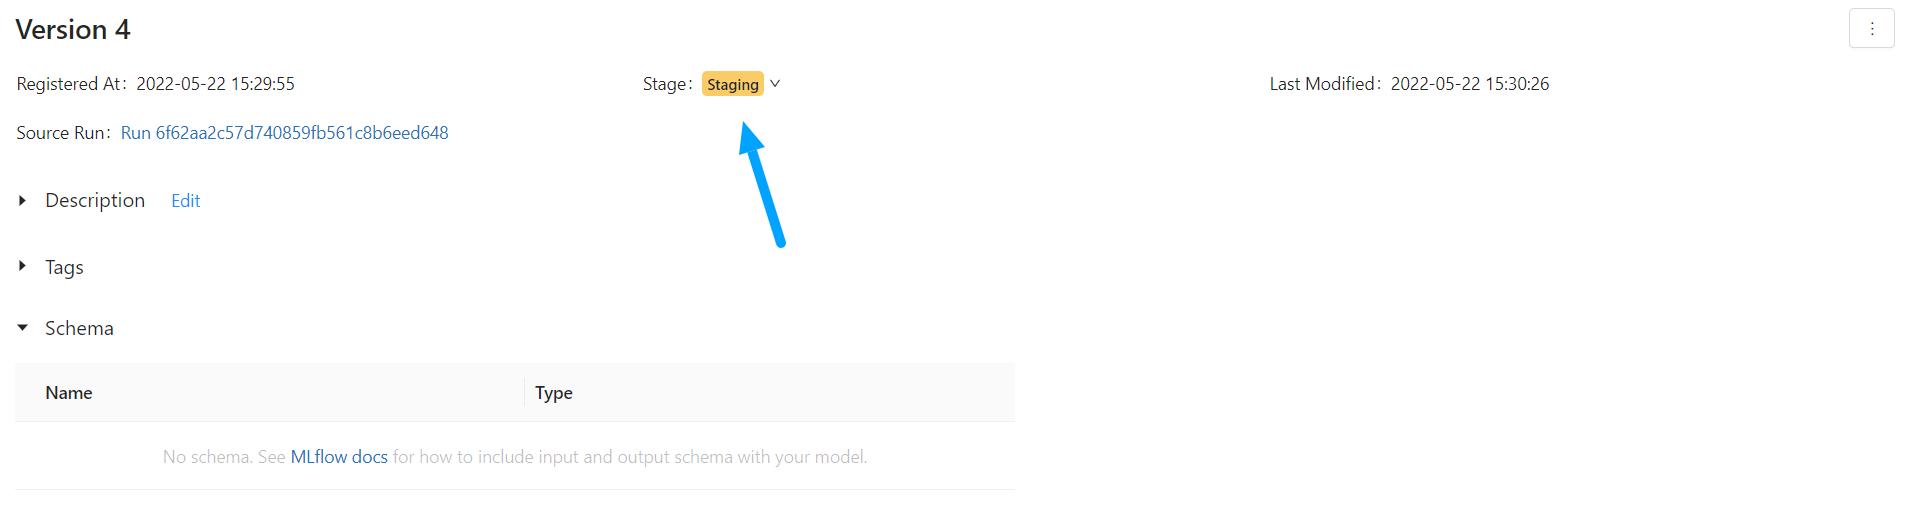 Version 4
Registered At: 2022-05-22 15:29:55
Stage: Staging
Last Modified: 2022-05-22 15:30:26
Source Run: Run 6f62aa2c57d740859fb561c8b6eed648
Description Edit
Tags
Schema
Name Type
No schema. See MLflow docs for how to include input and output schema with your model.